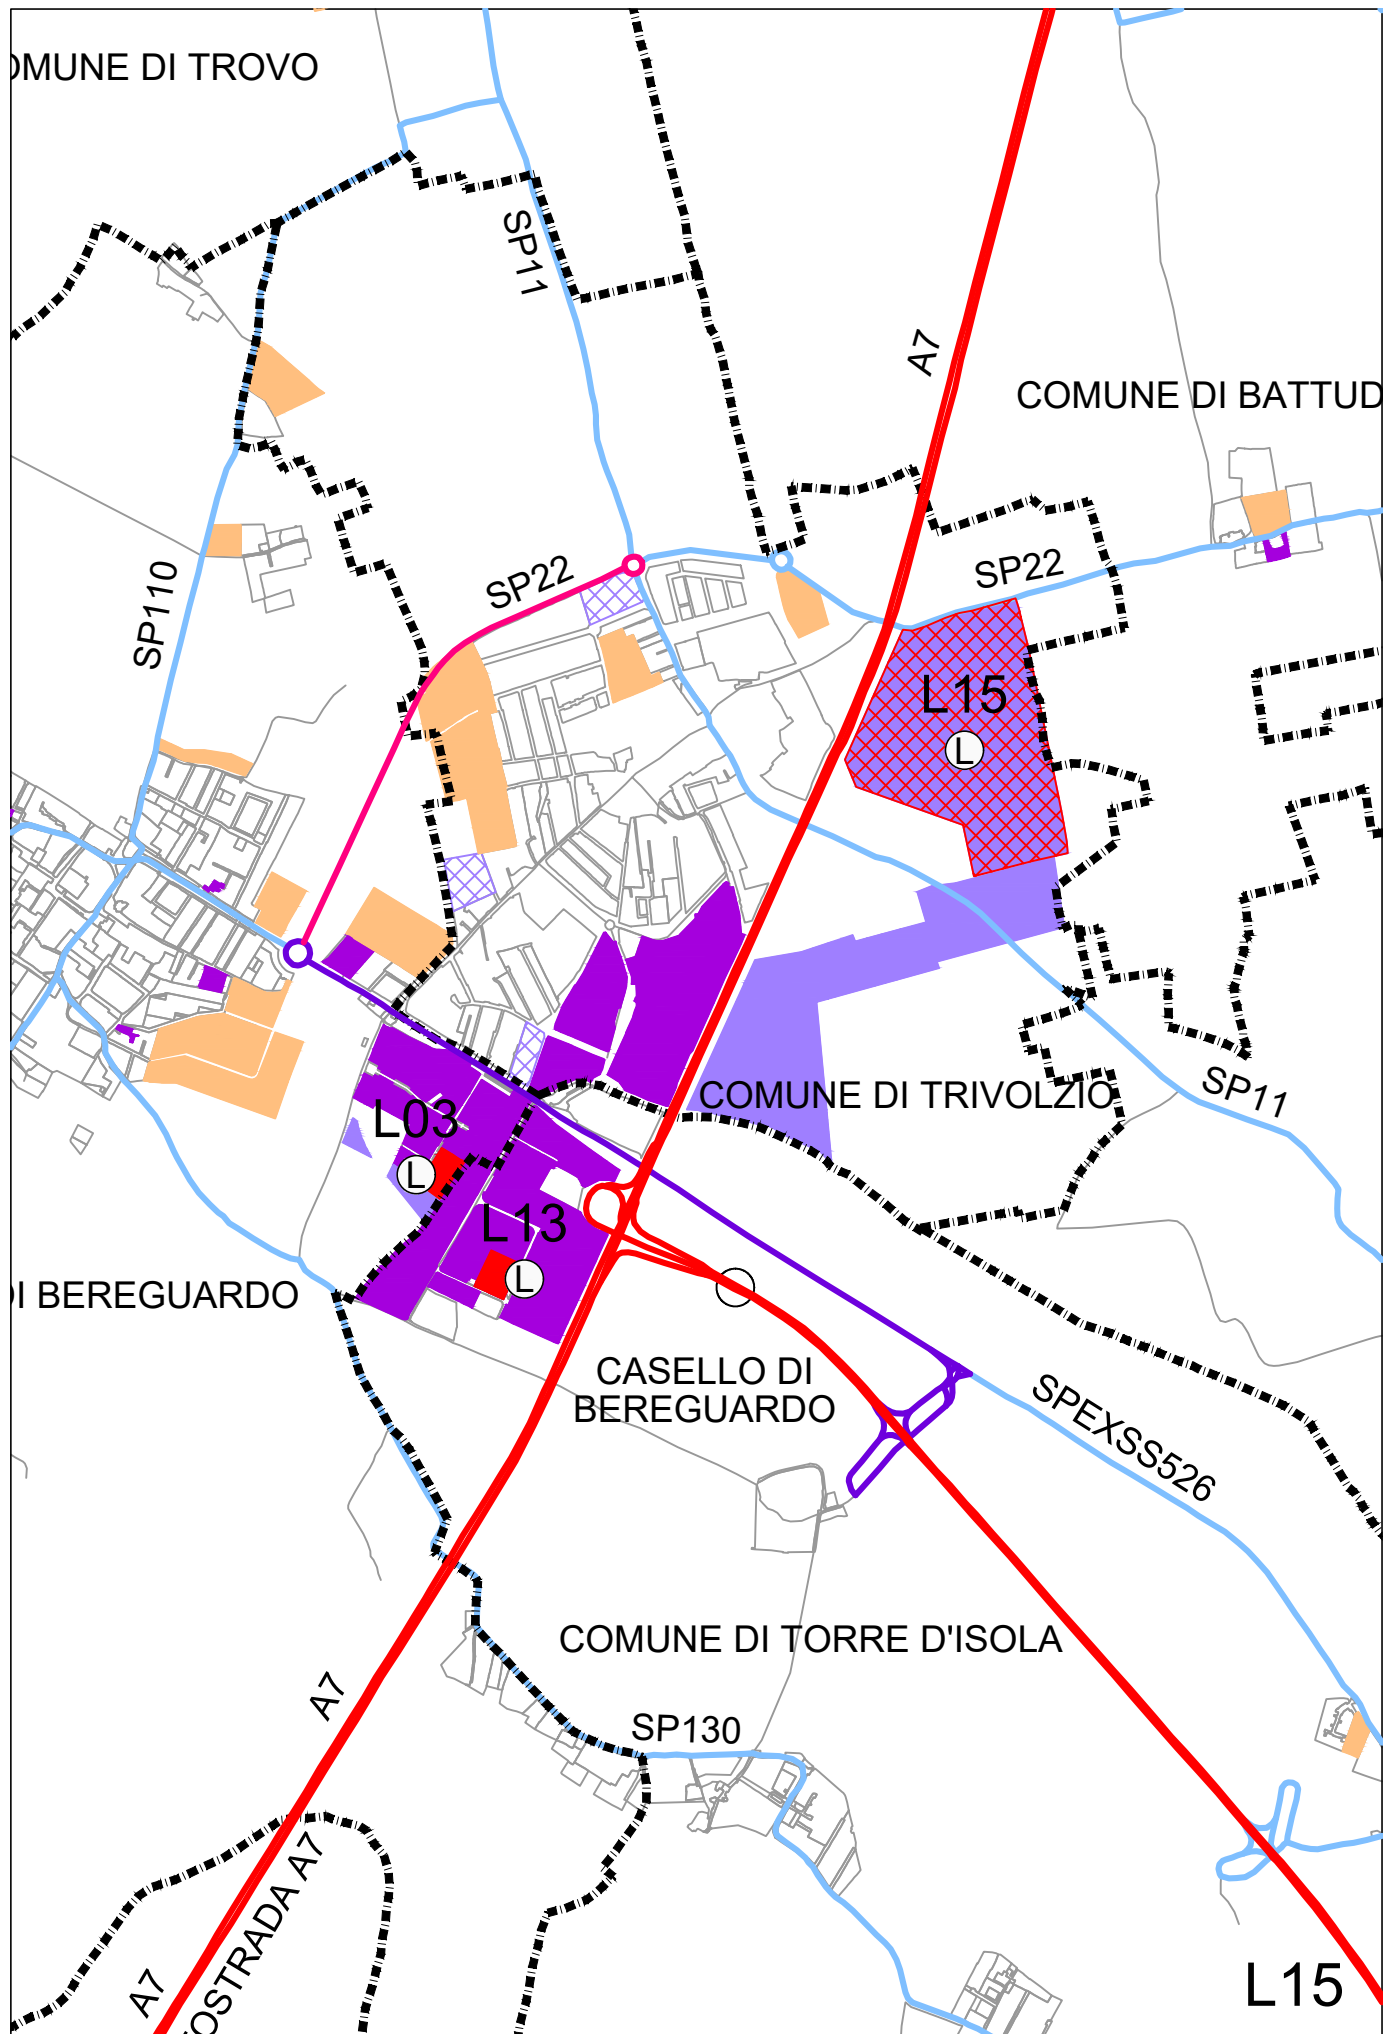 OMUNE DI TROVO
SP11
A7
COMUNE DI BATTUD
SP22
SP22
SP110
L15
L
COMUNE DI TRIVOLZIO
SP11
L03
L
L13
L
DI BEREGUARDO
CASELLO DI
BEREGUARDO
SPEXSS526
COMUNE DI TORRE D'ISOLA
A7
SP130
OSTRADA A7
A7
L15